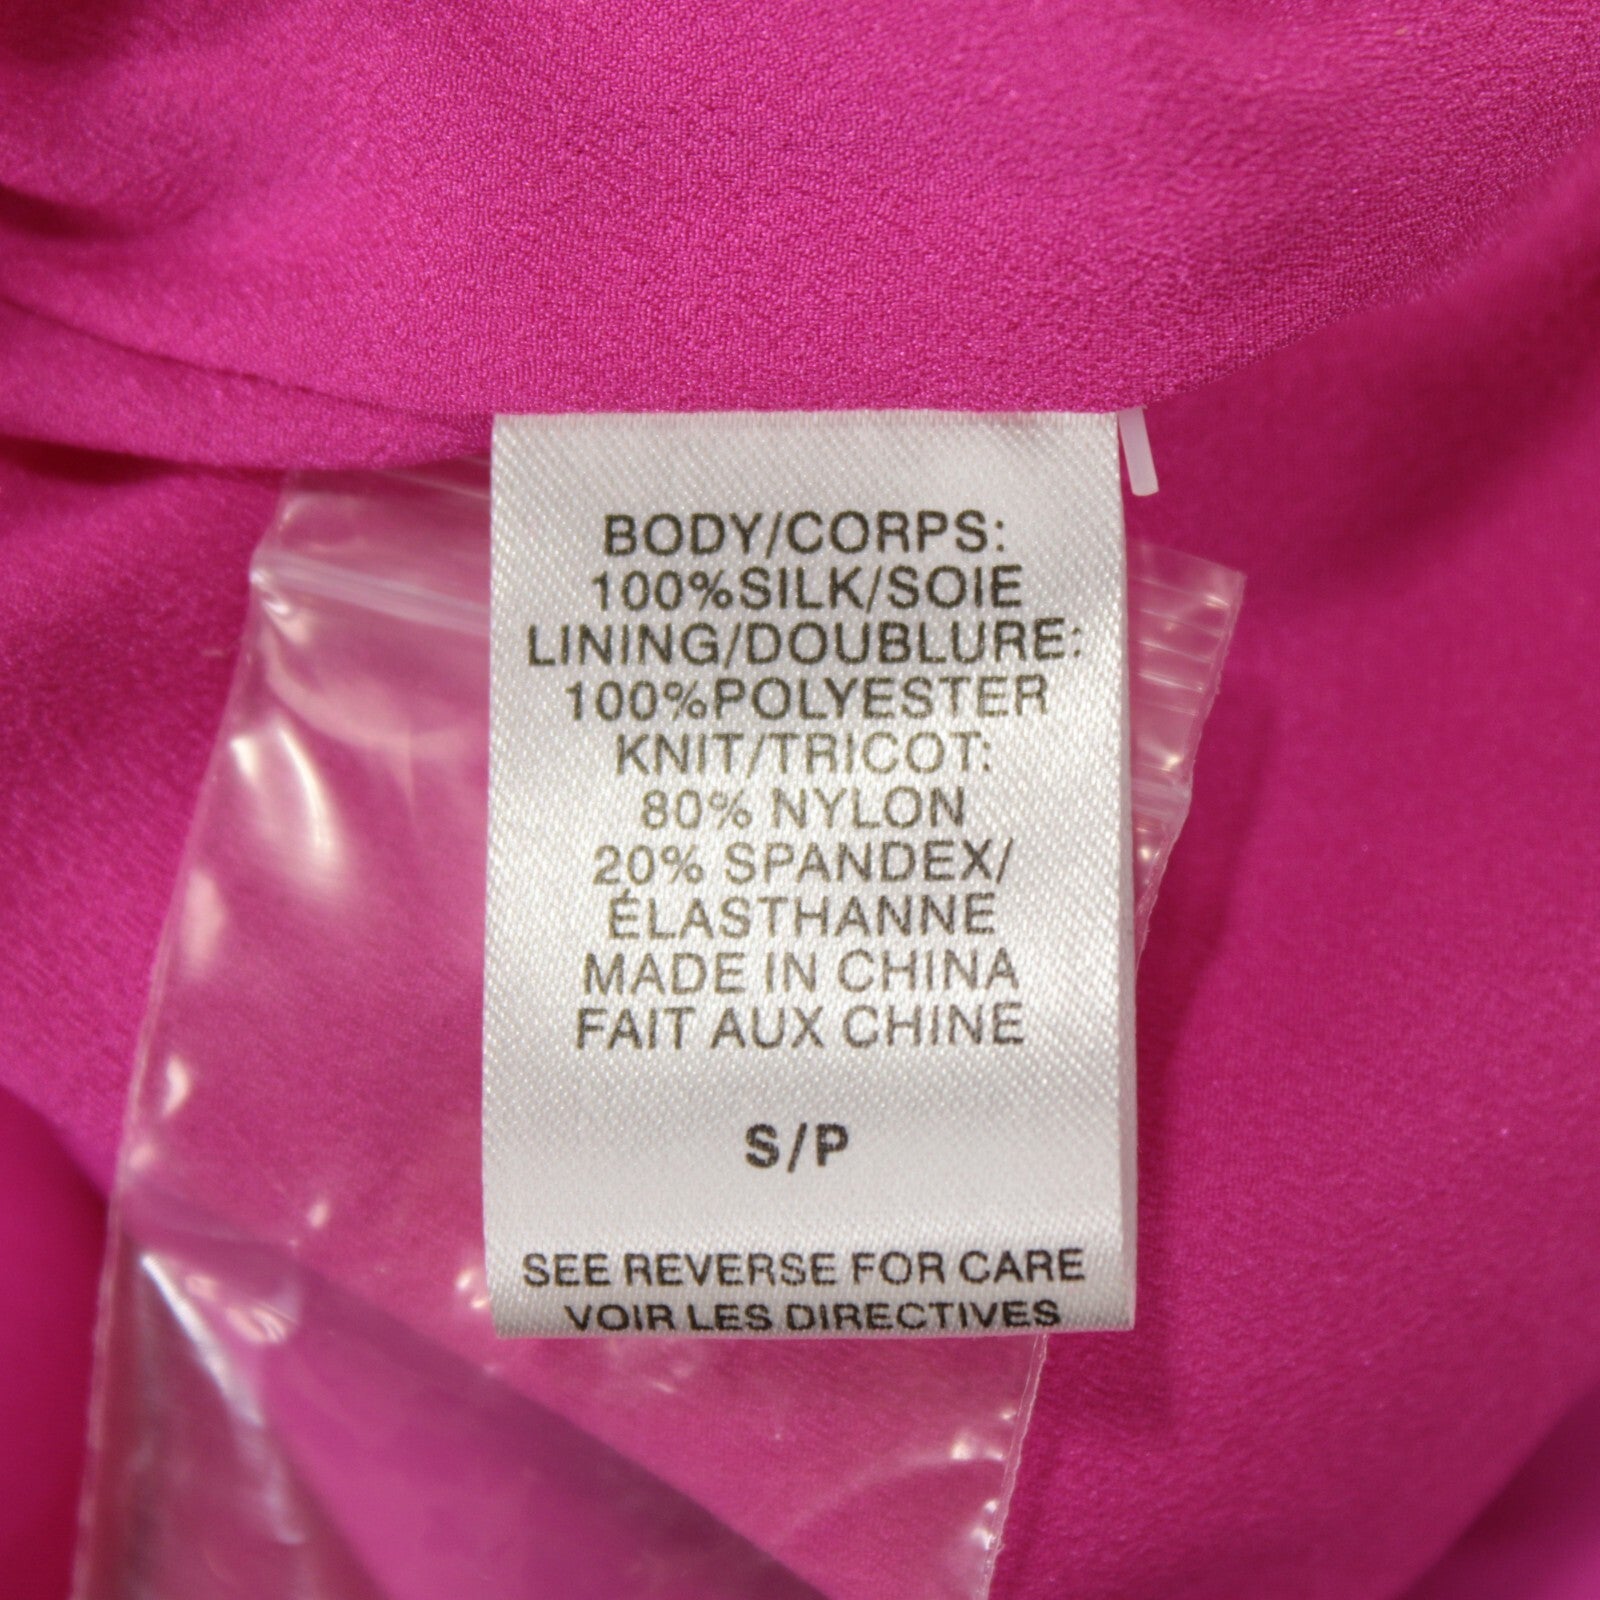 BODY/CORPS:
100%SILK/SOIE
LINING/DOUBLURE:
100%POLYESTER
KNIT/TRICOT:
80% NYLON
20% SPANDEX/
ÉLASTHANNE
MADE IN CHINA
FAIT AUX CHINE
S/P
SEE REVERSE FOR CARE
VOIR LES DIRECTIVES